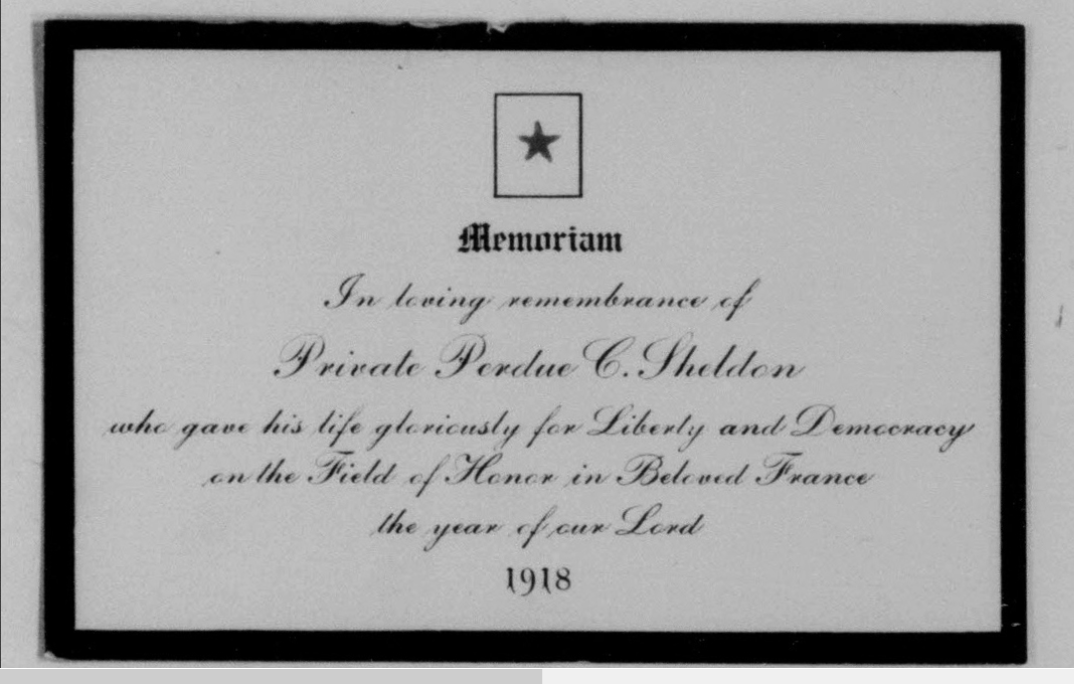 Memoriam
In loving remembrance of
Private Perdue C. Sheldon
who gave his life gloriously for Liberty and Democracy
on the Field of Honor in Beloved France
the year of our Lord
1918